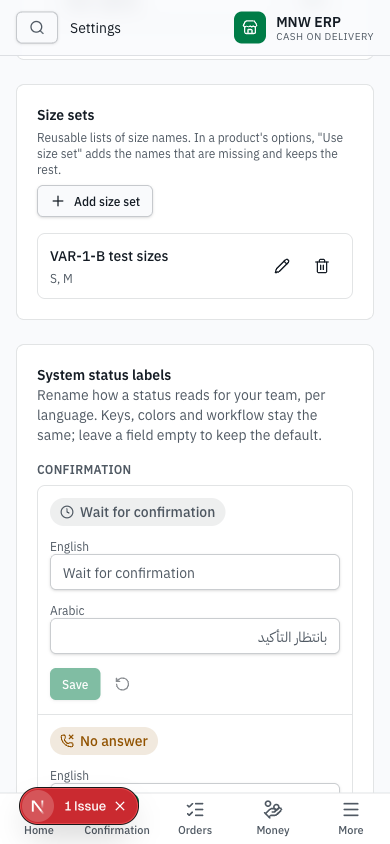 Settings
MNW ERP
CASH ON DELIVERY
Size sets
Reusable lists of size names. In a product's options, "Use
size set" adds the names that are missing and keeps the
rest.
Add size set
VAR-1-B test sizes
S, M
System status labels
Rename how a status reads for your team, per
language. Keys, colors and workflow stay the
same; leave a field empty to keep the default.
CONFIRMATION
Wait for confirmation
English
Wait for confirmation
Arabic
بانتظار التأكيد
Save
No answer
English
N
1 Issue
Home
Confirmation
Orders
Money
More